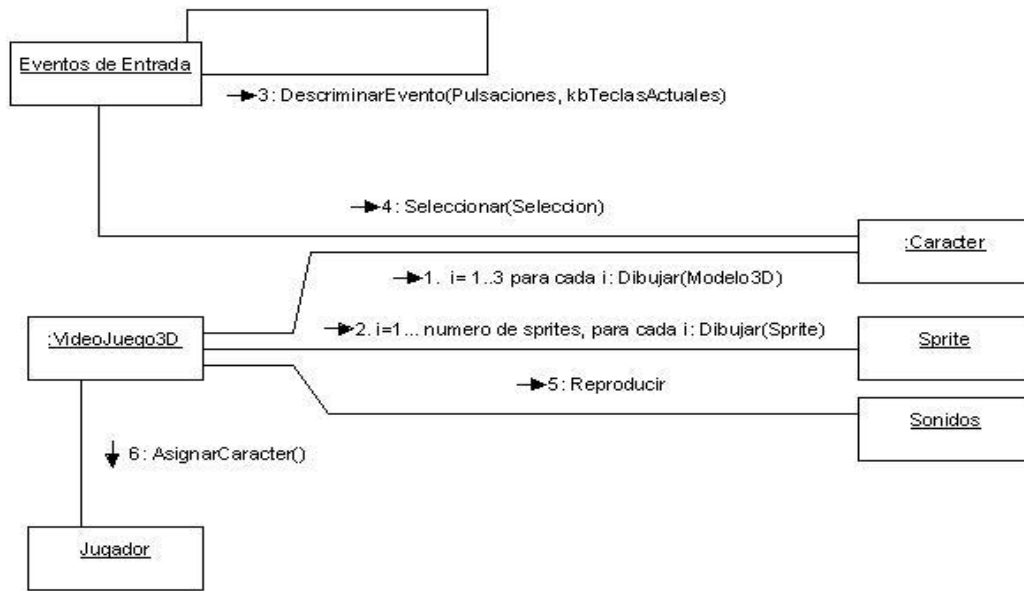 Eventos de Entrada
3: DescriminarEvento(Pulsaciones, kbTeclasActuales)
4: Seleccionar(Seleccion)
:Caracter
1. i= 1..3 para cada i: Dibujar(Modelo3D)
:VideoJuego3D
2. i=1... numero de sprites, para cada i: Dibujar(Sprite)
Sprite
5: Reproducir
Sonidos
6: AsignarCaracter()
Jugador